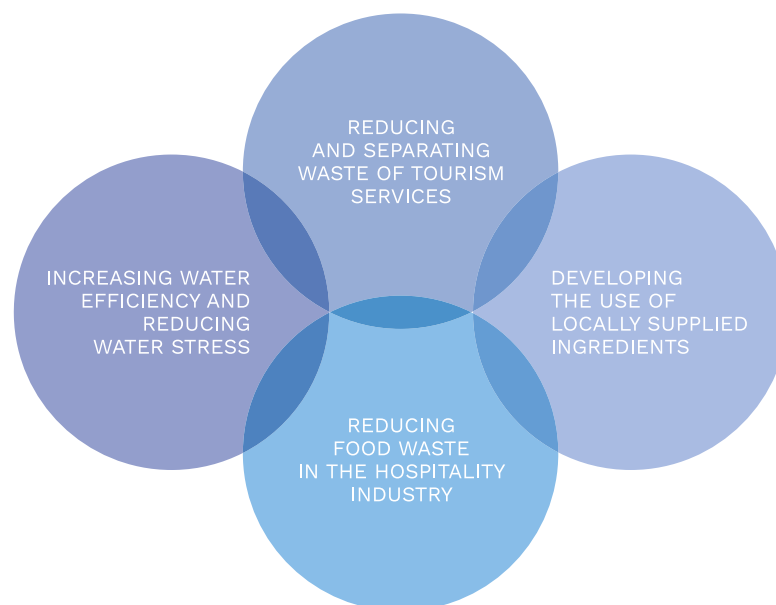 REDUCING
AND SEPARATING
WASTE OF TOURISM
SERVICES
INCREASING WATER
EFFICIENCY AND
REDUCING
WATER STRESS
DEVELOPING
THE USE OF
LOCALLY SUPPLIED
INGREDIENTS
REDUCING
FOOD WASTE
IN THE HOSPITALITY
INDUSTRY